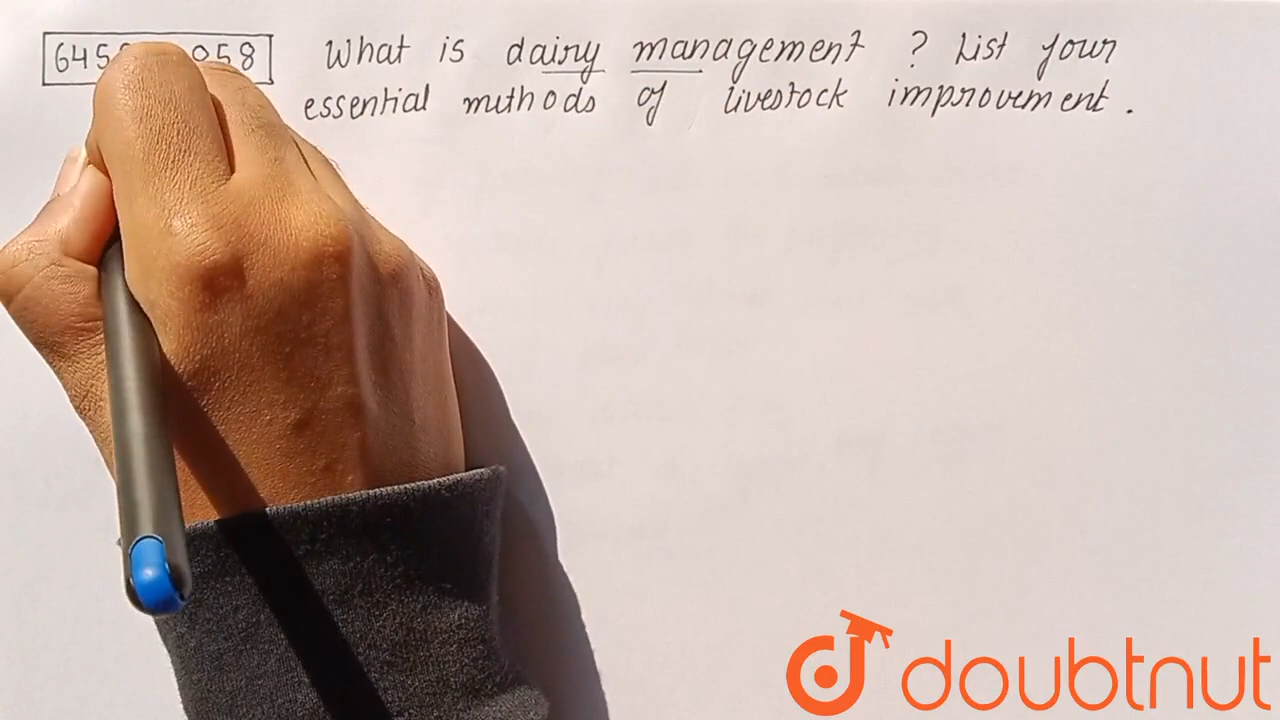 What is dairy management ? List four
essential methods of livestock improvement .
doubtnut